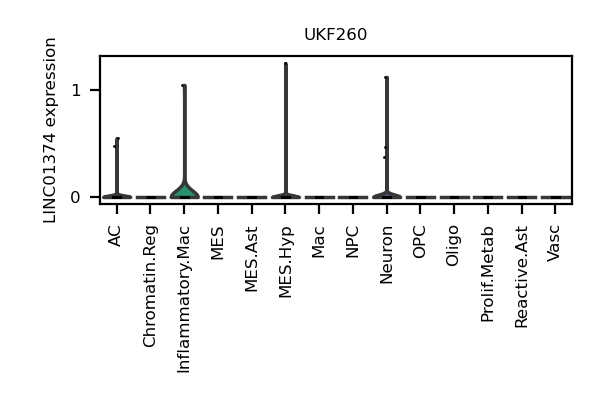 UKF260
LINC01374 expression
1
0
AC
Chromatin.Reg
Inflammatory.Mac
MES
MES.Ast
MES.Hyp
Mac
NPC
Neuron
OPC
Oligo
Prolif.Metab
Reactive.Ast
Vasc